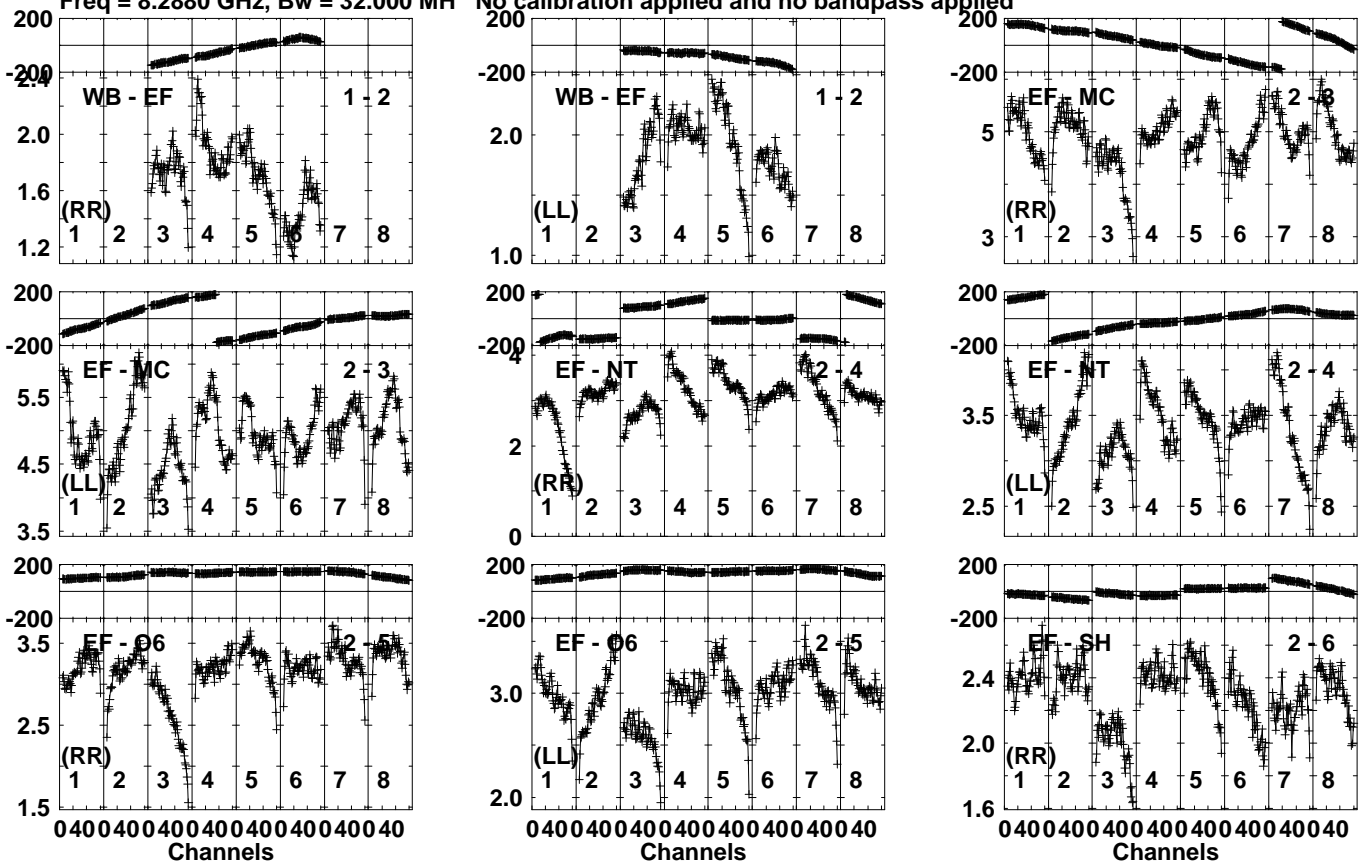 Freq = 8.2880 GHz, Bw = 32.000 MH No calibration applied and no bandpass applied
200 200 200
-200 -200 -200
2.4
WB - EF 1 - 2 WB - EF 1 - 2 EF - MC 2 - 3
2.0 2.0 5
1.6
(RR) (LL) (RR)
1 2 3 4 5 6 7 8 1 2 3 4 5 6 7 8 1 2 3 4 5 6 7 8
1.2 1.0 3
200 200 200
-200 -200 -200
4
EF - MC 2 - 3 EF - NT 2 - 4 EF - NT 2 - 4
5.5 3.5
4.5 2
(LL) (RR) (LL)
1 2 3 4 5 6 7 8 1 2 3 4 5 6 7 8 1 2 3 4 5 6 7 8
3.5 0 2.5
200 200 200
-200 -200 -200
EF - O6 2 - 5 EF - O6 2 - 5 EF - SH 2 - 6
3.5 3.0 2.4
2.5 2.0
(RR) (LL) (RR)
1 2 3 4 5 6 7 8 1 2 3 4 5 6 7 8 1 2 3 4 5 6 7 8
1.5 2.0 1.6
0 40 0 40 0 40 0 40 0 40 0 40 0 40 0 40 0 40 0 40 0 40 0 40 0 40 0 40 0 40 0 40 0 40 0 40 0 40 0 40 0 40 0 40 0 40 0 40
Channels Channels Channels